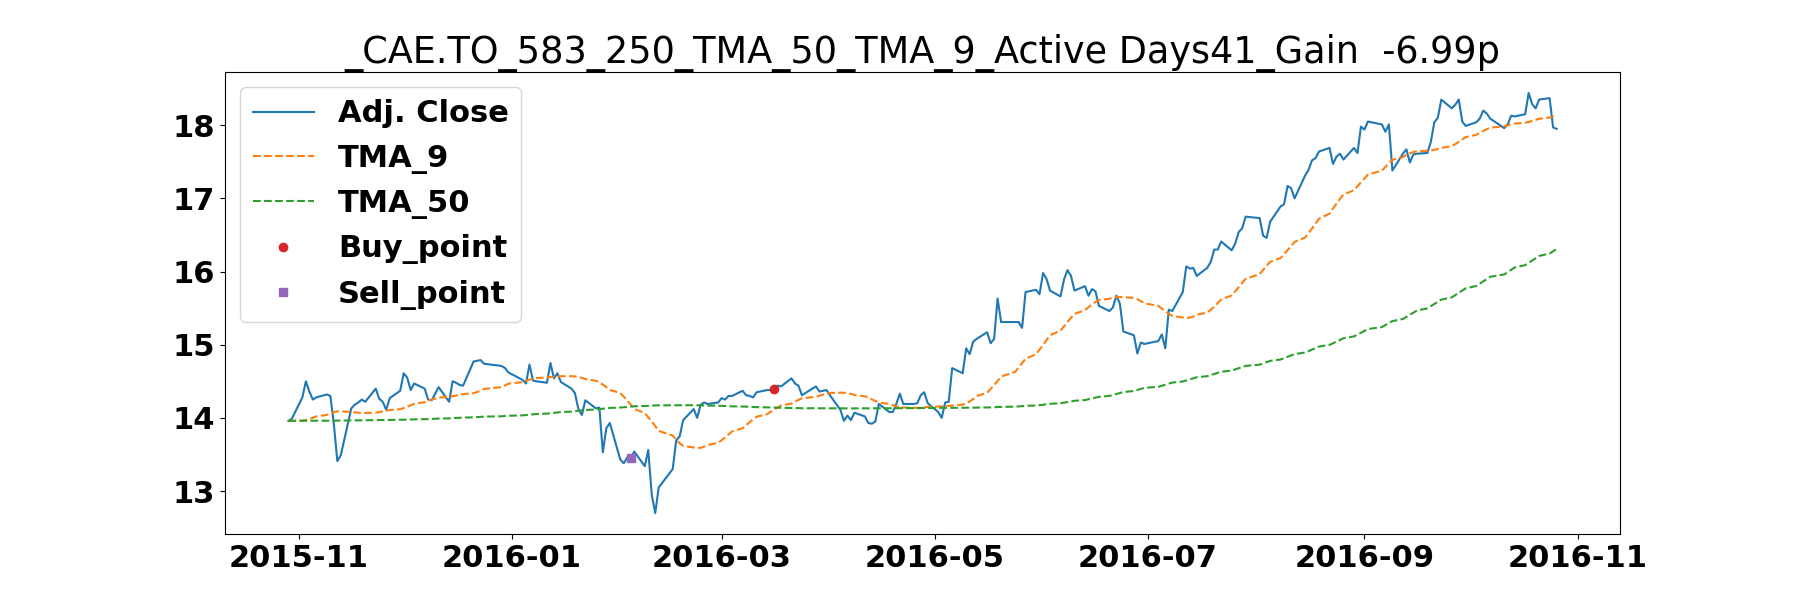 _CAE.TO_583_250_TMA_50_TMA_9_Active Days41_Gain  -6.99p
Adj. Close
TMA_9
TMA_50
Buy_point
Sell_point
18
17
16
15
14
13
2015-11 2016-01 2016-03 2016-05 2016-07 2016-09 2016-11